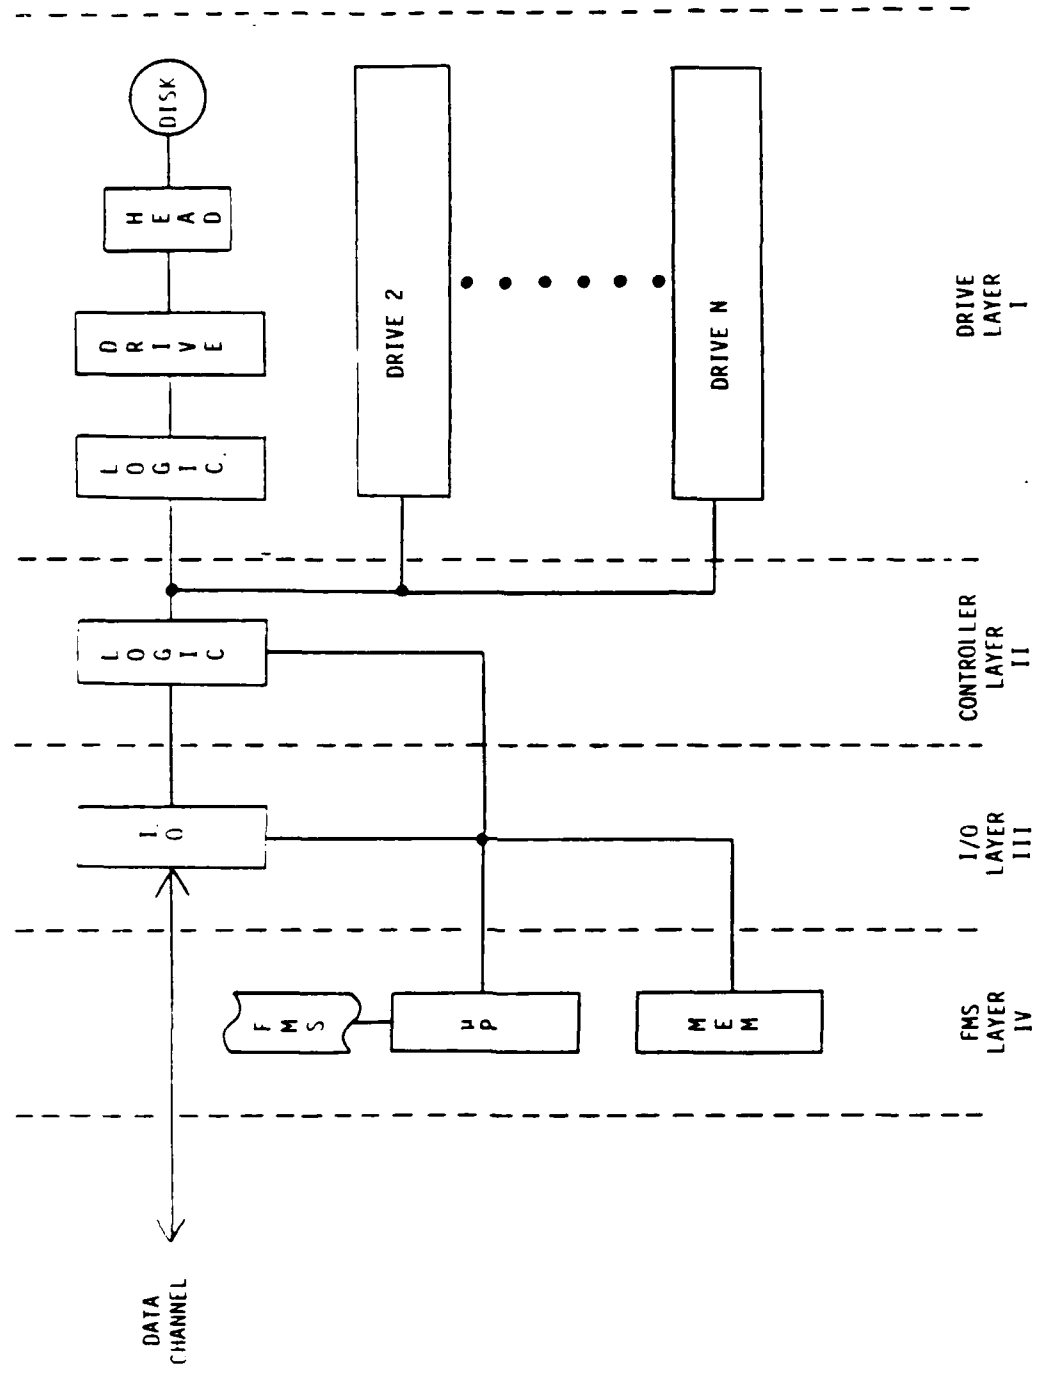 DATA
CHANNEL
IO
LOGIC
LOGIC
DRIVE
HEAD
DISK
FMS
μP
DRIVE 2
MEM
DRIVE N
FMS
LAYER
IV
I/O
LAYER
III
CONTROLLER
LAYER
II
DRIVE
LAYER
I